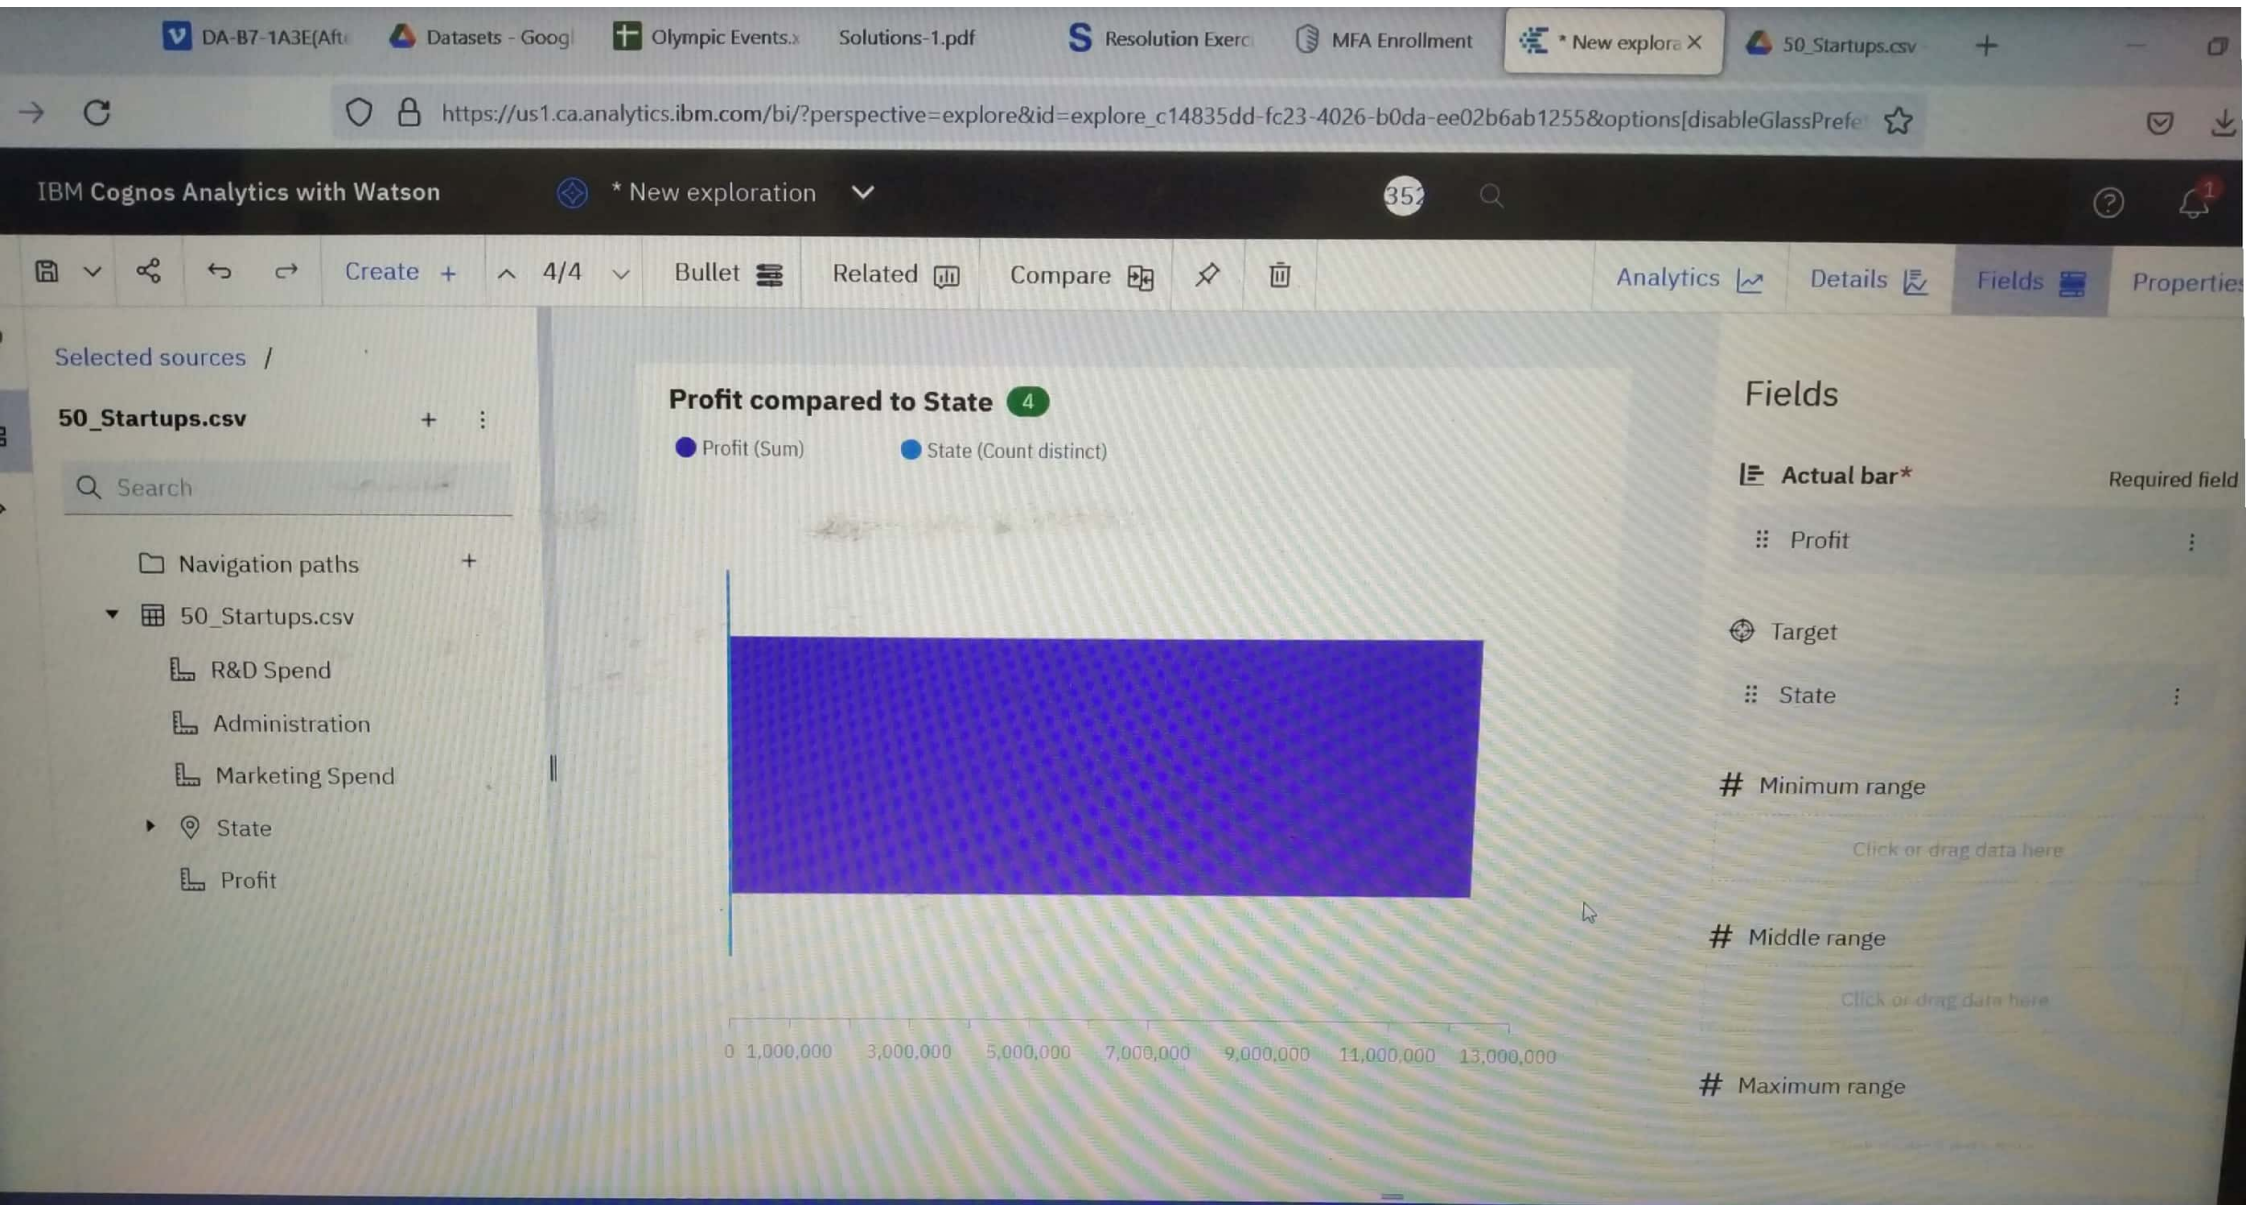 DA-B7-1A3E(Aft
Datasets - Googl
Olympic Events.x
Solutions-1.pdf
Resolution Exerc
MFA Enrollment
* New explora
50_Startups.csv
https://us1.ca.analytics.ibm.com/bi/?perspective=explore&id=explore_c14835dd-fc23-4026-b0da-ee02b6ab1255&options[disableGlassPrefe
IBM Cognos Analytics with Watson
* New exploration
352
1
Create +
4/4
Bullet
Related
Compare
Analytics
Details
Fields
Properties
Selected sources /
50_Startups.csv
Search
Navigation paths
50_Startups.csv
R&D Spend
Administration
Marketing Spend
State
Profit
Profit compared to State 4
Profit (Sum)
State (Count distinct)
0 1,000,000 3,000,000 5,000,000 7,000,000 9,000,000 11,000,000 13,000,000
Fields
Actual bar*
Required field
Profit
Target
State
# Minimum range
Click or drag data here
# Middle range
Click or drag data here
# Maximum range